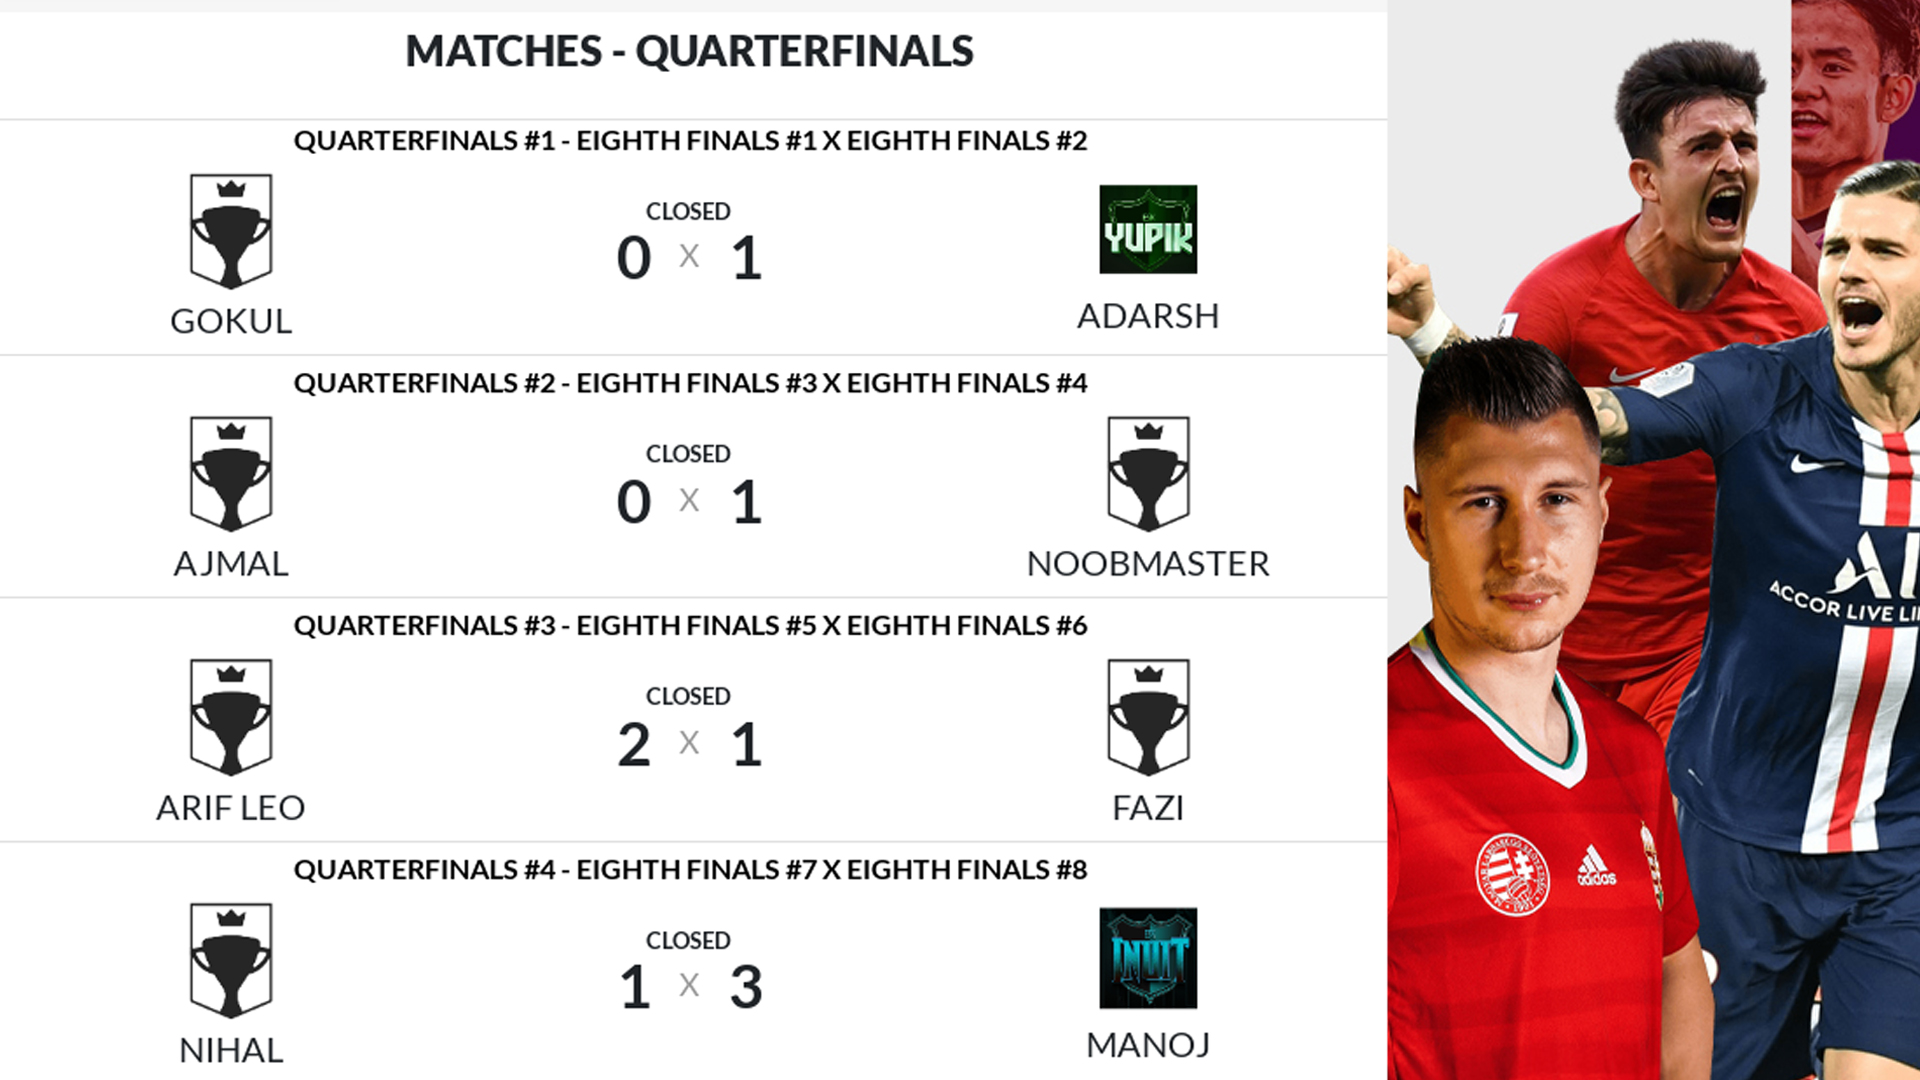 MATCHES - QUARTERFINALS
QUARTERFINALS #1 - EIGHTH FINALS #1 X EIGHTH FINALS #2
CLOSED
0 X 1
YUPIK
GOKUL
ADARSH
QUARTERFINALS #2 - EIGHTH FINALS #3 X EIGHTH FINALS #4
CLOSED
0 X 1
AJMAL
NOOBMASTER
QUARTERFINALS #3 - EIGHTH FINALS #5 X EIGHTH FINALS #6
CLOSED
2 X 1
ARIF LEO
FAZI
QUARTERFINALS #4 - EIGHTH FINALS #7 X EIGHTH FINALS #8
CLOSED
1 X 3
INUIT
NIHAL
MANOJ
ACCOR LIVE
adidas
1901